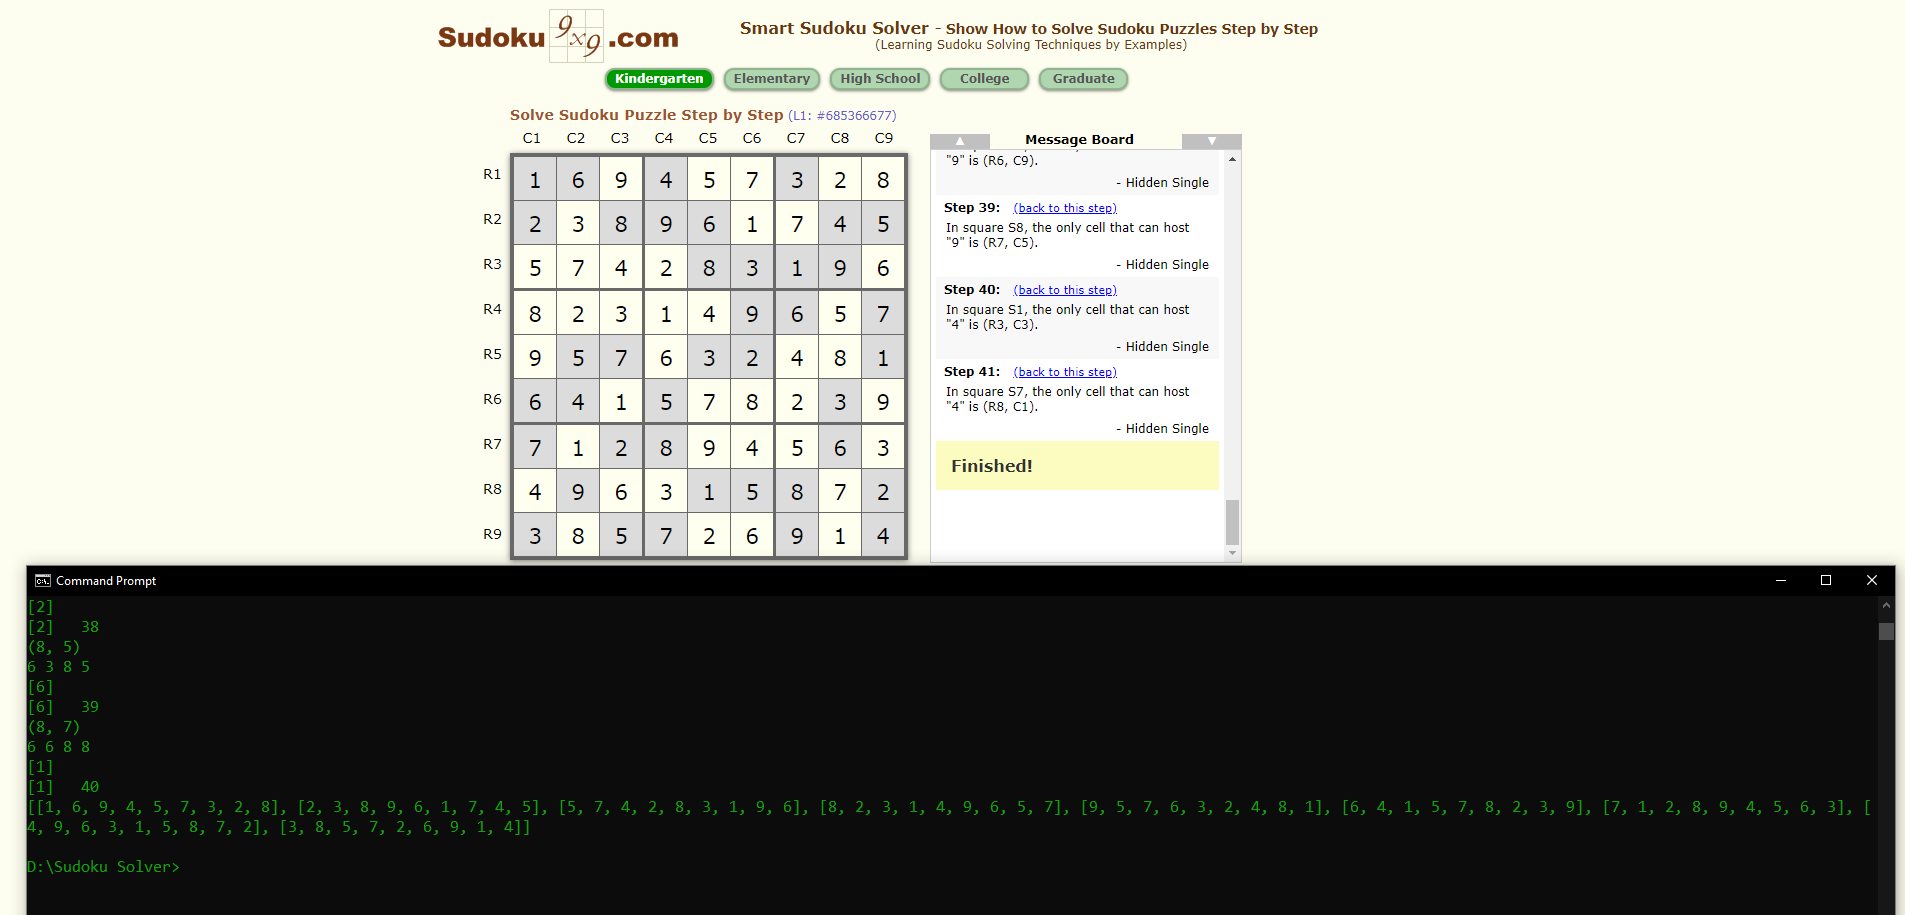 Sudoku 9x9 .com
Smart Sudoku Solver - Show How to Solve Sudoku Puzzles Step by Step
(Learning Sudoku Solving Techniques by Examples)
Kindergarten Elementary High School College Graduate
Solve Sudoku Puzzle Step by Step (L1: #685366677)
C1 C2 C3 C4 C5 C6 C7 C8 C9
R1 1 6 9 4 5 7 3 2 8
R2 2 3 8 9 6 1 7 4 5
R3 5 7 4 2 8 3 1 9 6
R4 8 2 3 1 4 9 6 5 7
R5 9 5 7 6 3 2 4 8 1
R6 6 4 1 5 7 8 2 3 9
R7 7 1 2 8 9 4 5 6 3
R8 4 9 6 3 1 5 8 7 2
R9 3 8 5 7 2 6 9 1 4
▲ Message Board ▼
"9" is (R6, C9).
- Hidden Single
Step 39: (back to this step)
In square S8, the only cell that can host
"9" is (R7, C5).
- Hidden Single
Step 40: (back to this step)
In square S1, the only cell that can host
"4" is (R3, C3).
- Hidden Single
Step 41: (back to this step)
In square S7, the only cell that can host
"4" is (R8, C1).
- Hidden Single
Finished!
Command Prompt
[2]
[2] 38
(8, 5)
6 3 8 5
[6]
[6] 39
(8, 7)
6 6 8 8
[1]
[1] 40
[[1, 6, 9, 4, 5, 7, 3, 2, 8], [2, 3, 8, 9, 6, 1, 7, 4, 5], [5, 7, 4, 2, 8, 3, 1, 9, 6], [8, 2, 3, 1, 4, 9, 6, 5, 7], [9, 5, 7, 6, 3, 2, 4, 8, 1], [6, 4, 1, 5, 7, 8, 2, 3, 9], [7, 1, 2, 8, 9, 4, 5, 6, 3], [
4, 9, 6, 3, 1, 5, 8, 7, 2], [3, 8, 5, 7, 2, 6, 9, 1, 4]]
D:\Sudoku Solver>